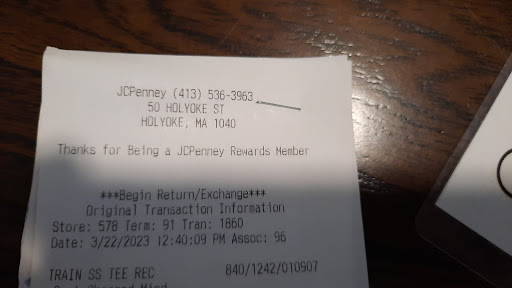 JCPenney (413) 536-3963
50 HOLYOKE ST
HOLYOKE, MA 1040
Thanks for Being a JCPenney Rewards Member
***Begin Return/Exchange***
Original Transaction Information
Store: 578 Term: 91 Tran: 1860
Date: 3/22/2023 12:40:09 PM Assoc: 96
TRAIN SS TEE REC 840/1242/010907
Changed Mind